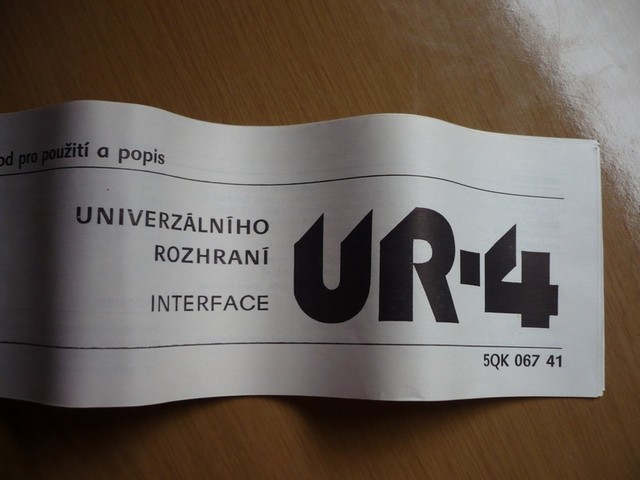 od pro použití a popis
UNIVERZÁLNÍHO
ROZHRANÍ
INTERFACE
UR-4
5QK 067 41